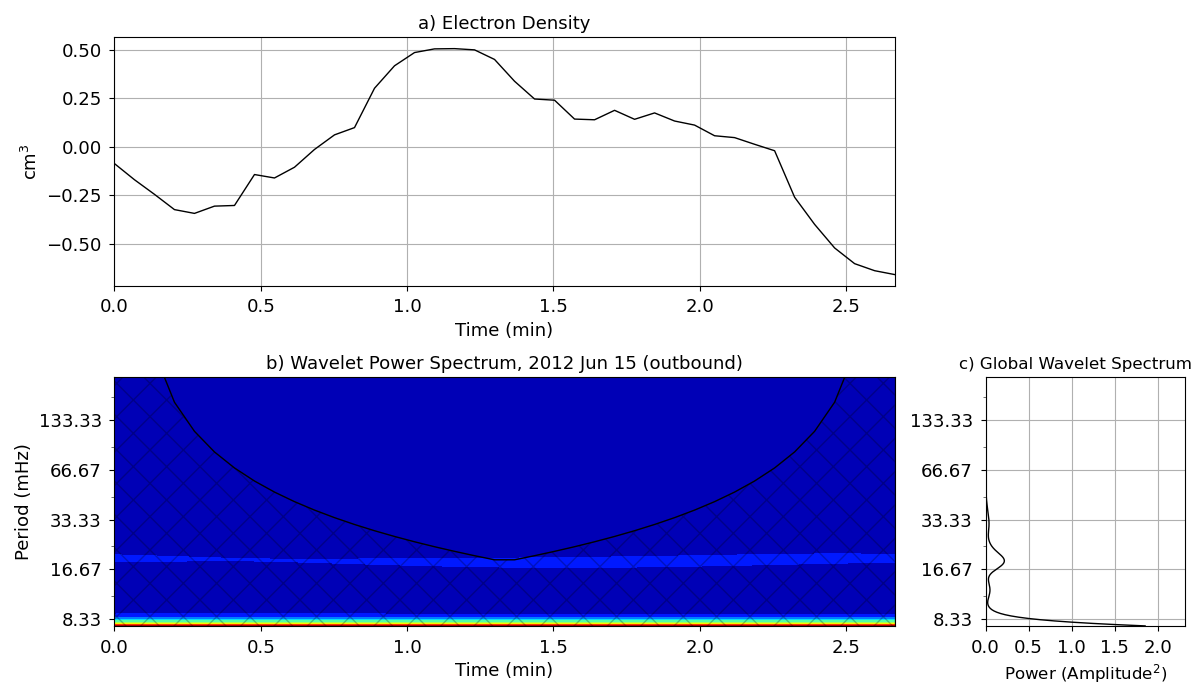 a) Electron Density
cm³
0.50
0.25
0.00
−0.25
−0.50
0.0 0.5 1.0 1.5 2.0 2.5
Time (min)
b) Wavelet Power Spectrum, 2012 Jun 15 (outbound)
Period (mHz)
133.33
66.67
33.33
16.67
8.33
0.0 0.5 1.0 1.5 2.0 2.5
Time (min)
c) Global Wavelet Spectrum
133.33
66.67
33.33
16.67
8.33
0.0 0.5 1.0 1.5 2.0
Power (Amplitude²)